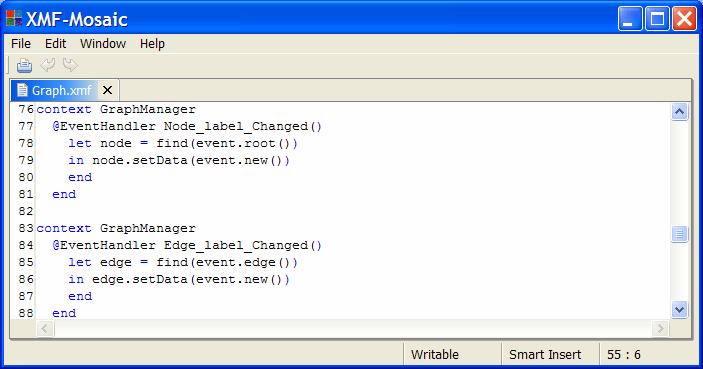 XMF-Mosaic
File Edit Window Help
Graph.xmf
76 context GraphManager
77   @EventHandler Node_label_Changed()
78     let node = find(event.root())
79     in node.setData(event.new())
80     end
81   end
82
83 context GraphManager
84   @EventHandler Edge_label_Changed()
85     let edge = find(event.edge())
86     in edge.setData(event.new())
87     end
88   end
Writable Smart Insert 55 : 6